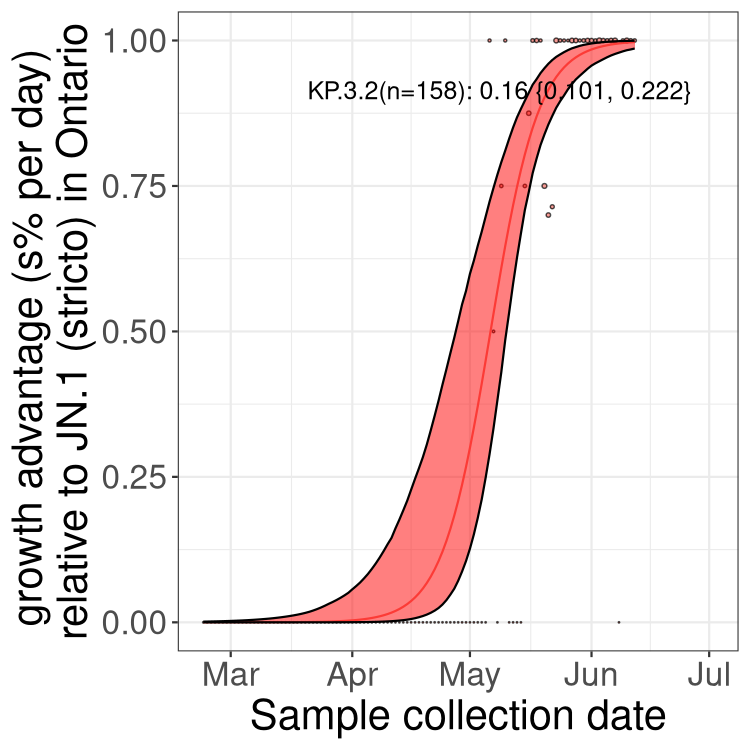 growth advantage (s% per day)
relative to JN.1 (stricto) in Ontario
1.00
0.75
0.50
0.25
0.00
KP.3.2(n=158): 0.16 {0.101, 0.222}
Mar Apr May Jun Jul
Sample collection date